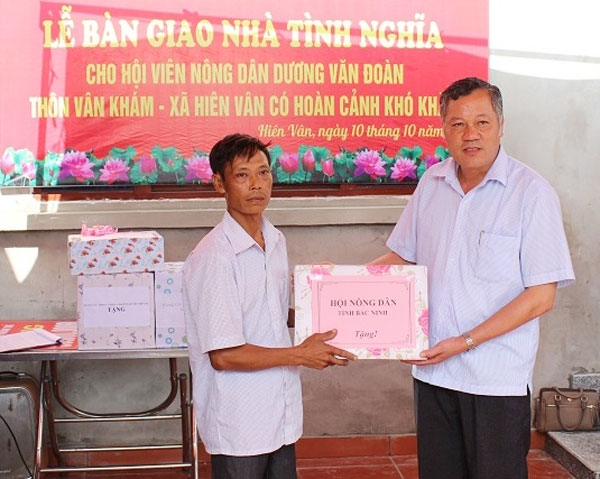 LỄ BÀN GIAO NHÀ TÌNH NGHĨA
CHO HỘI VIÊN NÔNG DÂN DƯƠNG VĂN ĐOÀN
THÔN VÂN KHÁM - XÃ HIÊN VÂN CÓ HOÀN CẢNH KHÓ KH
Hiên Vân, ngày 10 tháng 10 năm
TẶNG
HỘI NÔNG DÂN
TỈNH BẮC NINH
Tặng!